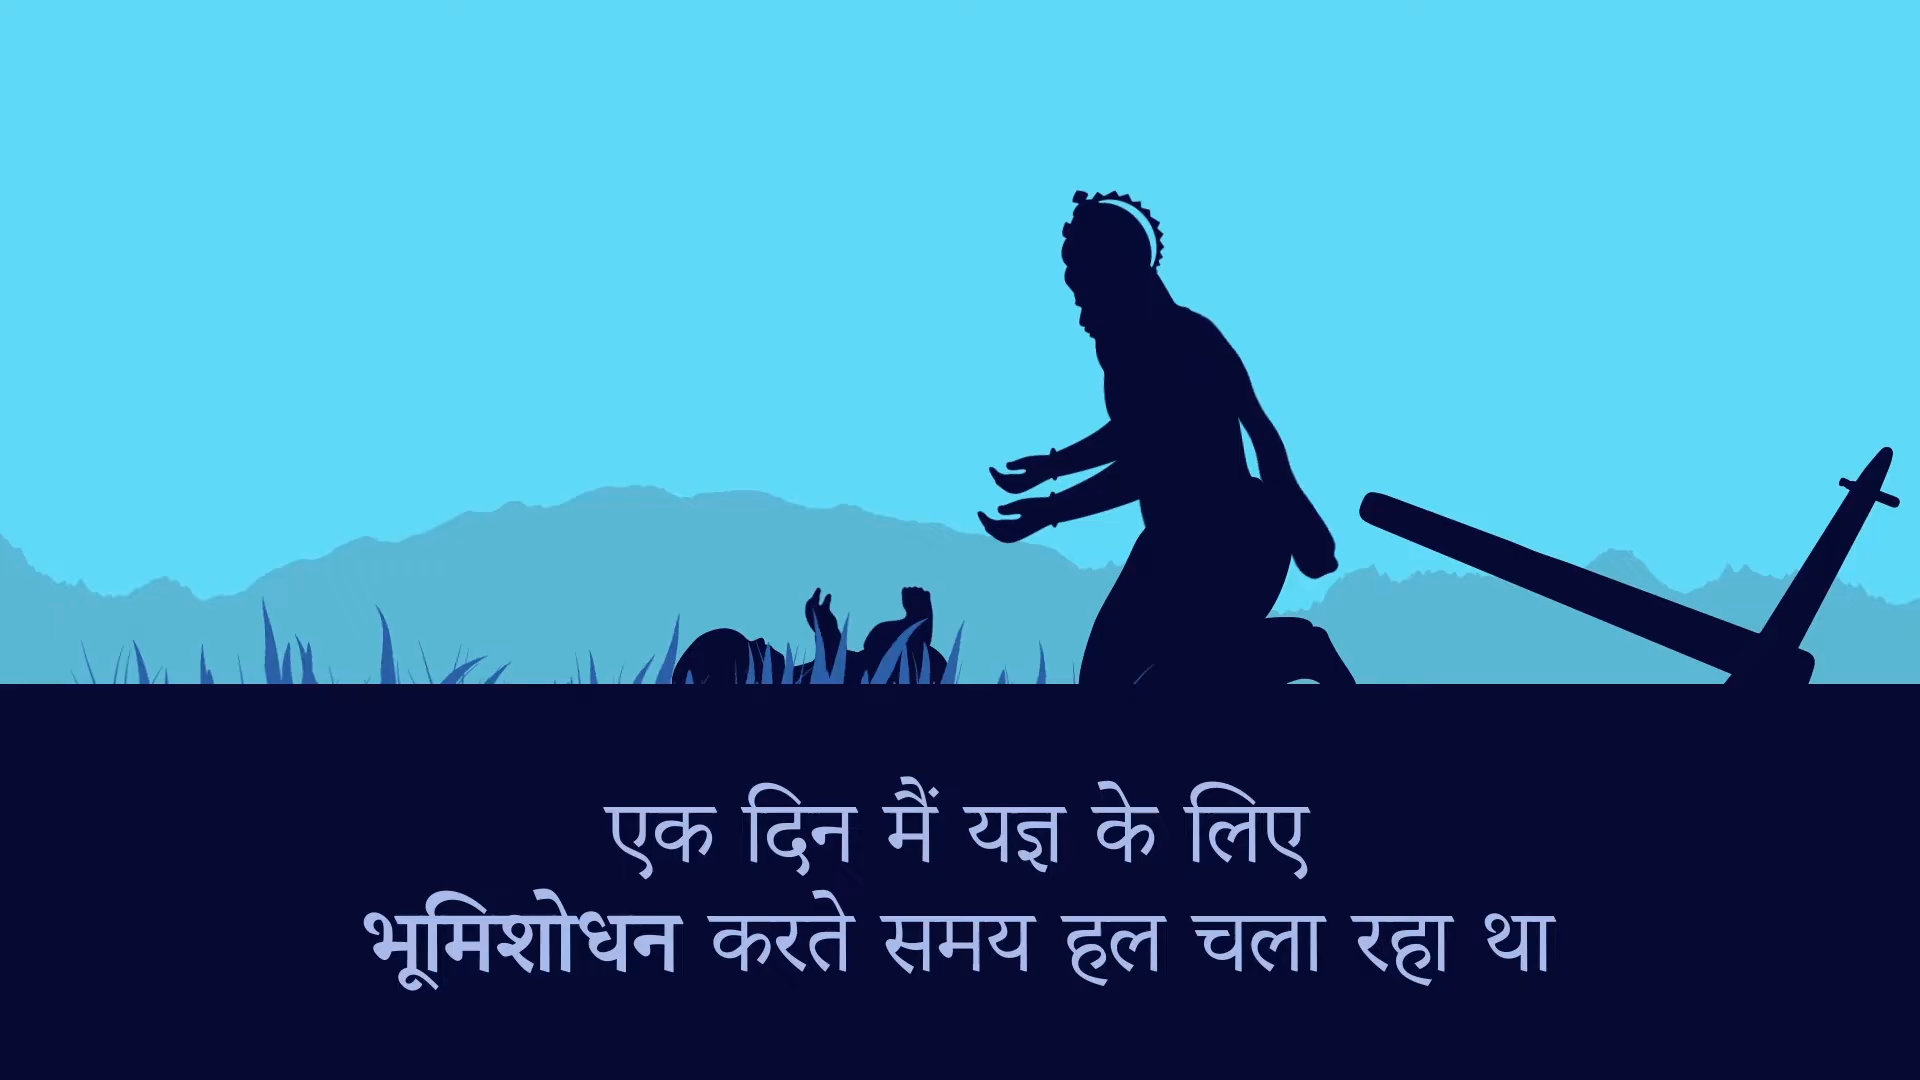 एक दिन मैं यज्ञ के लिए
भूमिशोधन करते समय हल चला रहा था